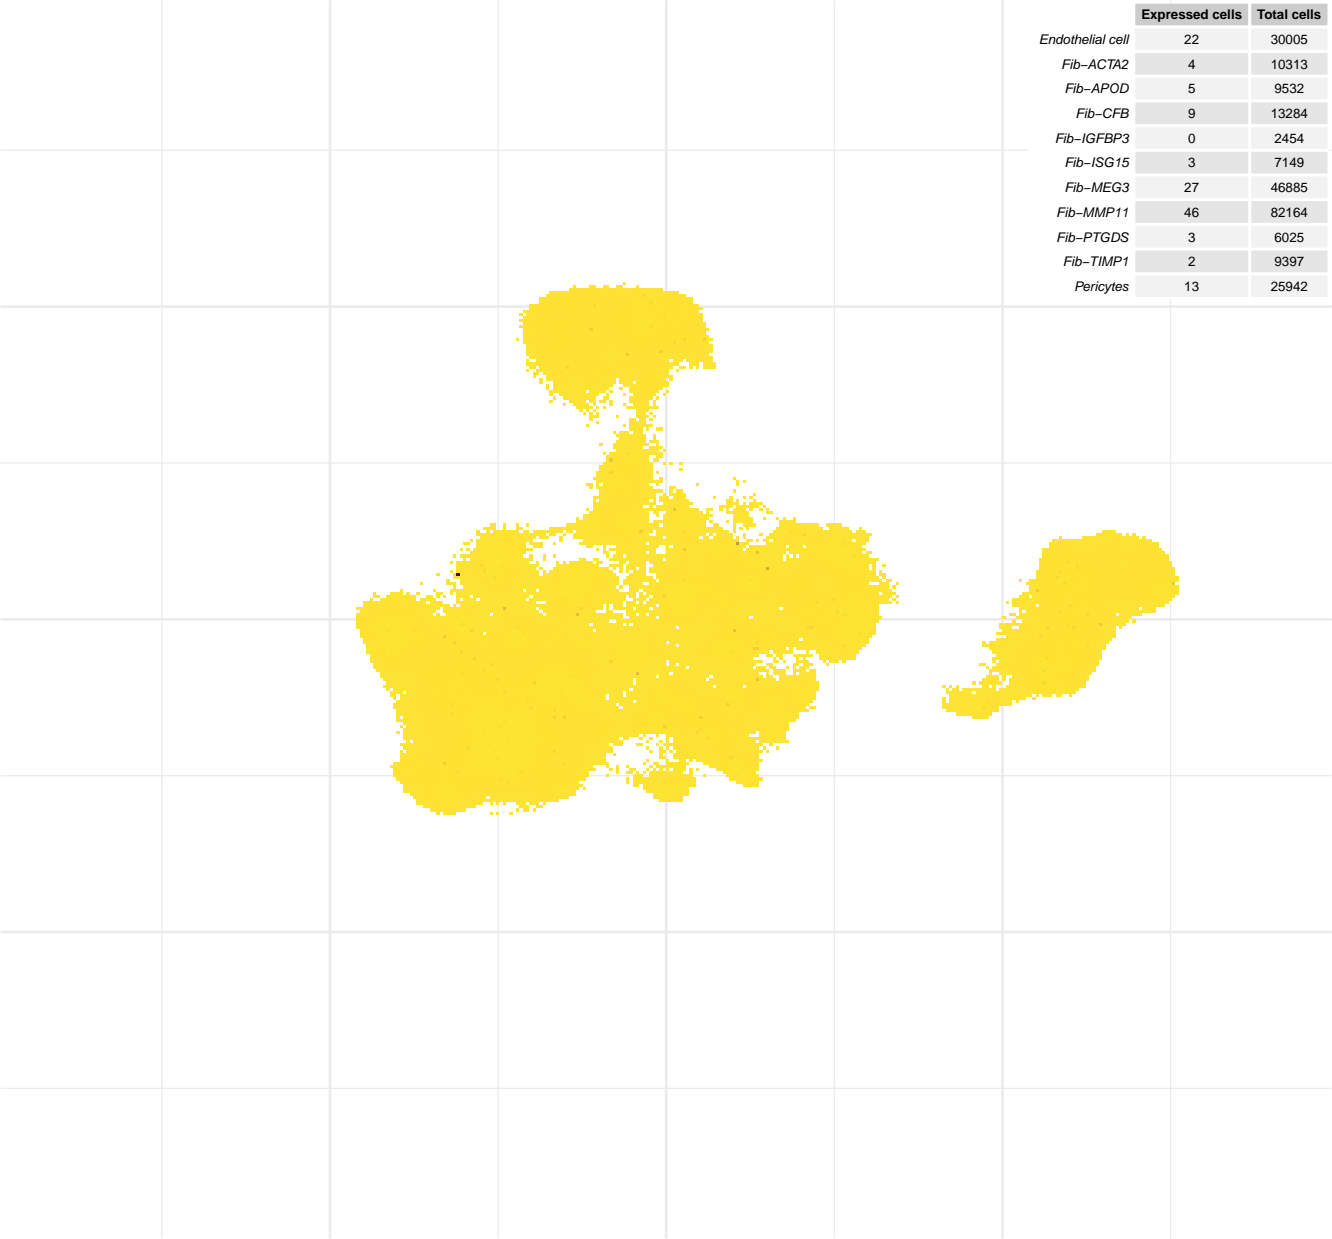 Expressed cells Total cells
Endothelial cell 22 30005
Fib−ACTA2 4 10313
Fib−APOD 5 9532
Fib−CFB 9 13284
Fib−IGFBP3 0 2454
Fib−ISG15 3 7149
Fib−MEG3 27 46885
Fib−MMP11 46 82164
Fib−PTGDS 3 6025
Fib−TIMP1 2 9397
Pericytes 13 25942